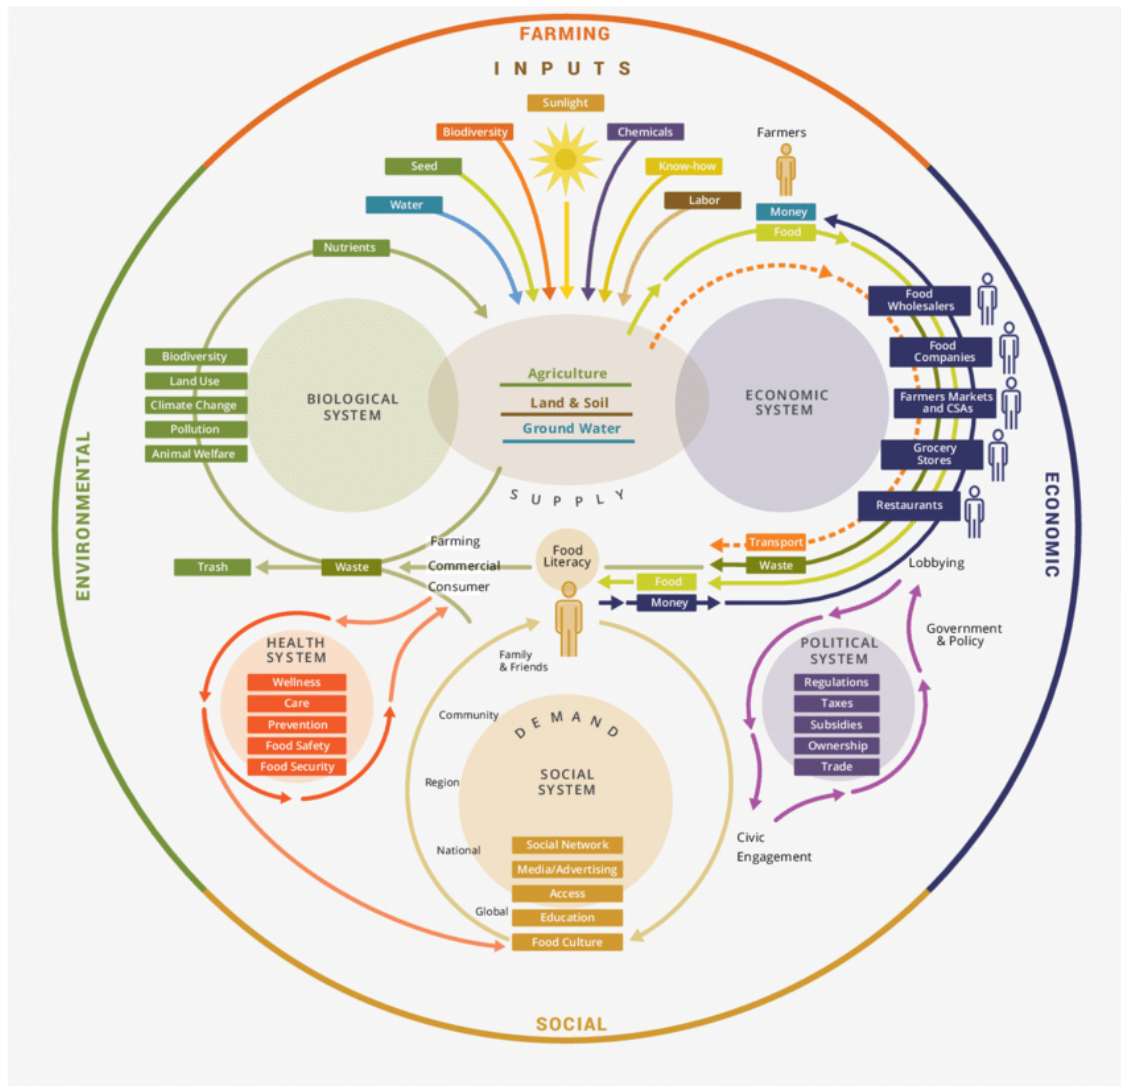 FARMING
INPUTS
Sunlight
Biodiversity
Chemicals
Farmers
Seed
Know-how
Water
Labor
Money
Food
Nutrients
Food
Wholesalers
Food
Companies
Farmers Markets
and CSAs
Grocery
Stores
Restaurants
Biodiversity
Land Use
Climate Change
Pollution
Animal Welfare
BIOLOGICAL
SYSTEM
Agriculture
Land & Soil
Ground Water
SUPPLY
ECONOMIC
SYSTEM
ENVIRONMENTAL
ECONOMIC
Farming
Commercial
Consumer
Trash
Waste
Food
Literacy
Transport
Waste
Food
Money
Lobbying
Government
& Policy
HEALTH
SYSTEM
Wellness
Care
Prevention
Food Safety
Food Security
Family
& Friends
Community
Region
National
Global
DEMAND
SOCIAL
SYSTEM
Social Network
Media/Advertising
Access
Education
Food Culture
POLITICAL
SYSTEM
Regulations
Taxes
Subsidies
Ownership
Trade
Civic
Engagement
SOCIAL